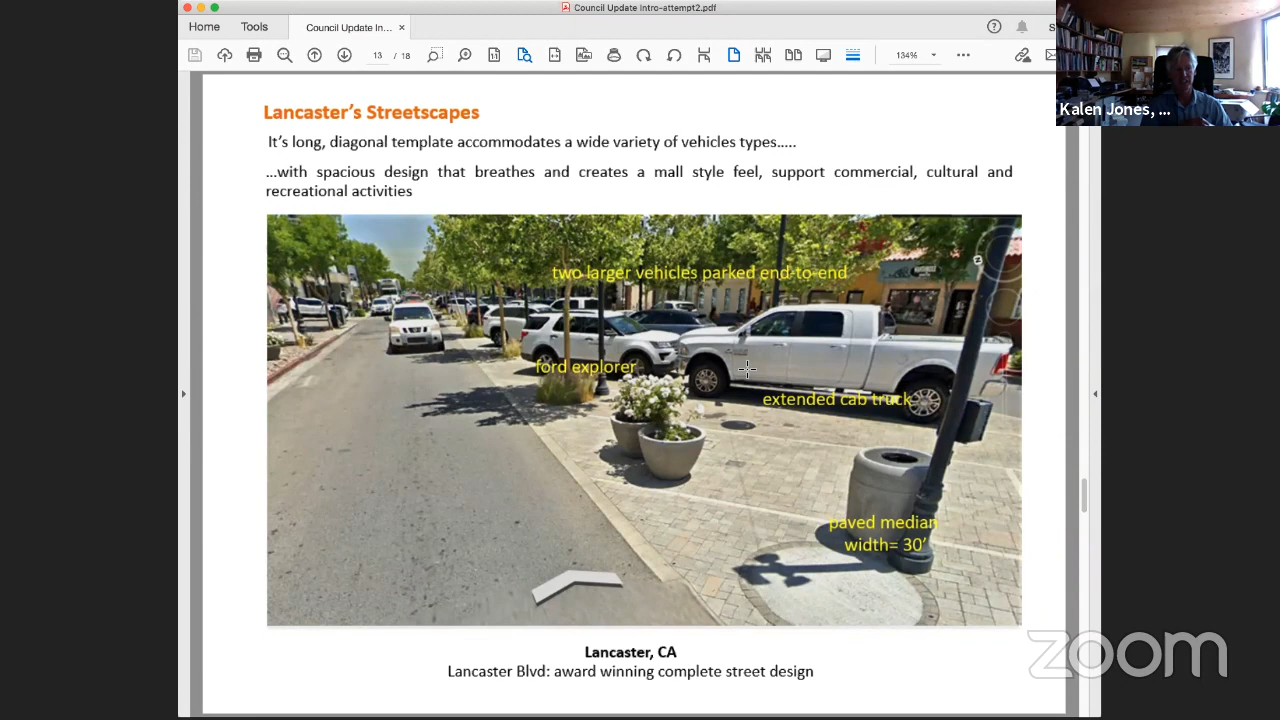 Council Update Intro-attempt2.pdf
Home
Tools
Council Update In...
×
13 / 18
134%
Kalen Jones, ...
Lancaster's Streetscapes
It's long, diagonal template accommodates a wide variety of vehicles types.....
...with spacious design that breathes and creates a mall style feel, support commercial, cultural and
recreational activities
two larger vehicles parked end-to-end
ford explorer
extended cab truck
paved median
width= 30'
Lancaster, CA
Lancaster Blvd: award winning complete street design
zoom